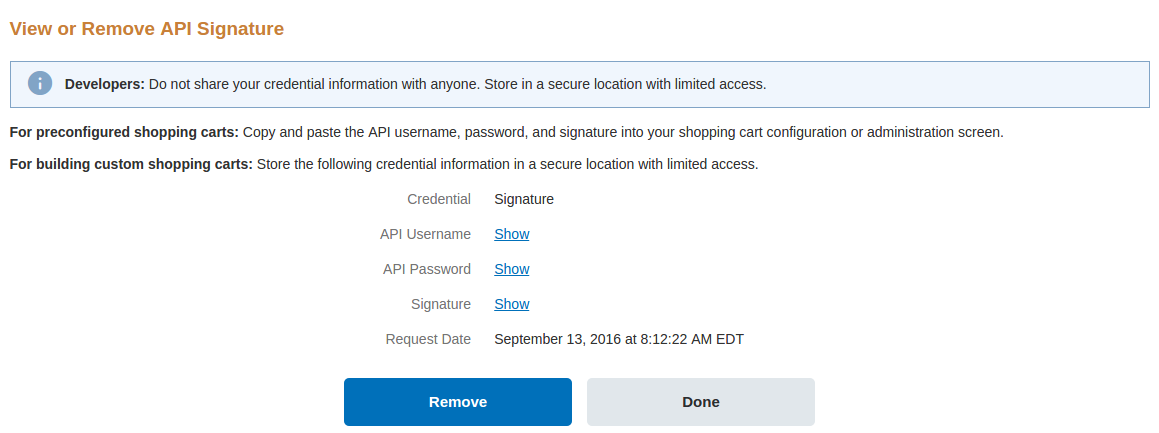 View or Remove API Signature
Developers: Do not share your credential information with anyone. Store in a secure location with limited access.
For preconfigured shopping carts: Copy and paste the API username, password, and signature into your shopping cart configuration or administration screen.
For building custom shopping carts: Store the following credential information in a secure location with limited access.
Credential Signature
API Username Show
API Password Show
Signature Show
Request Date September 13, 2016 at 8:12:22 AM EDT
Remove Done